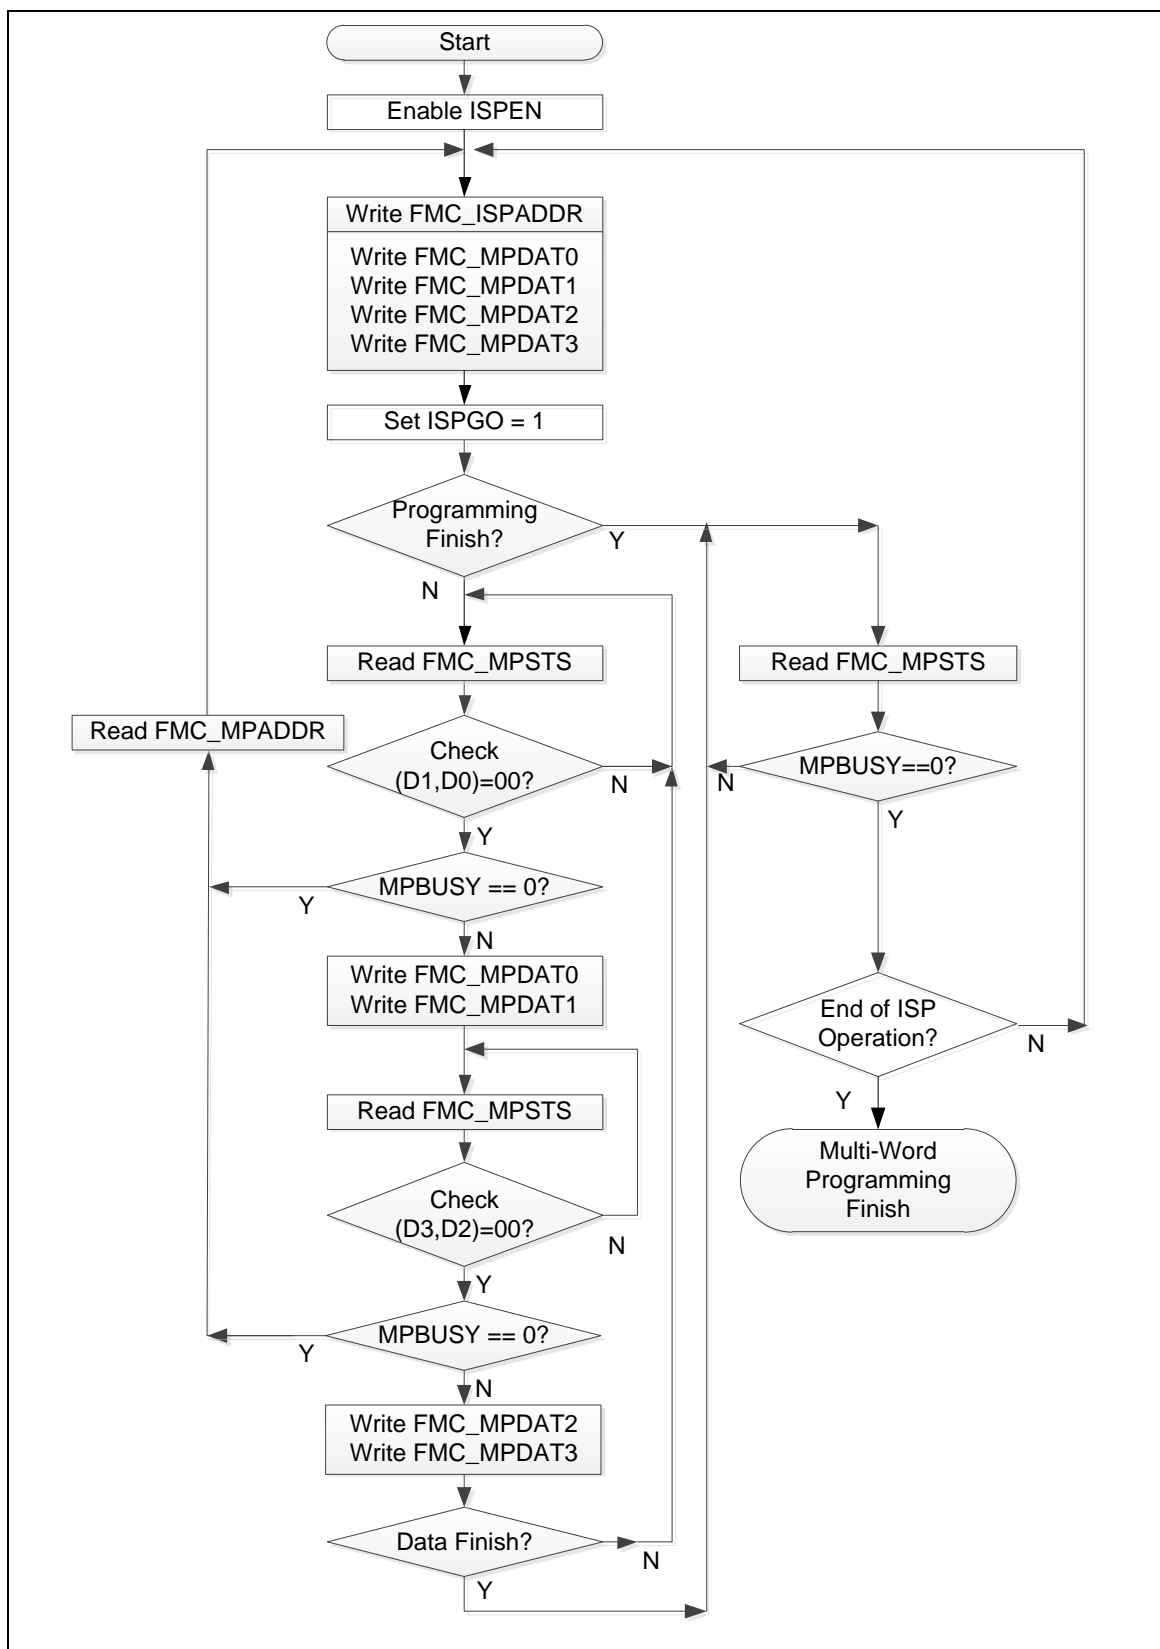 Start
Enable ISPEN
Write FMC_ISPADDR
Write FMC_MPDAT0
Write FMC_MPDAT1
Write FMC_MPDAT2
Write FMC_MPDAT3
Set ISPGO = 1
Programming
Finish?
Y
N
Read FMC_MPSTS
Read FMC_MPSTS
Read FMC_MPADDR
Check
(D1,D0)=00?
N
MPBUSY==0?
N
Y
Y
MPBUSY == 0?
Y
N
Write FMC_MPDAT0
Write FMC_MPDAT1
End of ISP
Operation?
N
Y
Read FMC_MPSTS
Multi-Word
Programming
Finish
Check
(D3,D2)=00?
N
Y
MPBUSY == 0?
Y
N
Write FMC_MPDAT2
Write FMC_MPDAT3
Data Finish?
N
Y